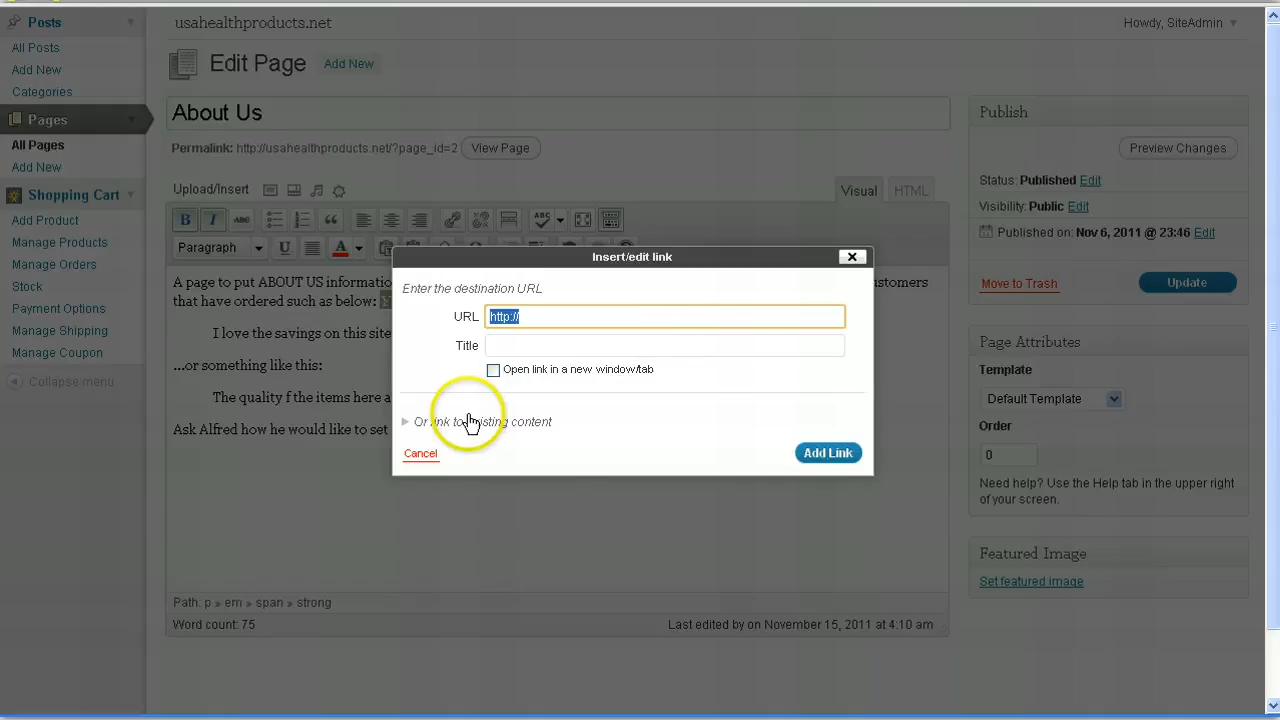 Posts
All Posts
Add New
Categories
Pages
All Pages
Add New
Shopping Cart
Add Product
Manage Products
Manage Orders
Stock
Payment Options
Manage Shipping
Manage Coupon
Collapse menu
usahealthproducts.net
Howdy, SiteAdmin
Edit Page
Add New
About Us
Permalink: http://usahealthproducts.net/?page_id=2
View Page
Upload/Insert
Visual
HTML
B I ABC ABC
Paragraph U A
A page to put ABOUT US informatio
ustomers
that have ordered such as below:
I love the savings on this site
…or something like this:
The quality f the items here a
Ask Alfred how he would like to set
Path: p » em » span » strong
Word count: 75
Last edited by on November 15, 2011 at 4:10 am
Insert/edit link
Enter the destination URL
URL
http://
Title
Open link in a new window/tab
Or link to existing content
Cancel
Add Link
Publish
Preview Changes
Status: Published Edit
Visibility: Public Edit
Published on: Nov 6, 2011 @ 23:46 Edit
Move to Trash
Update
Page Attributes
Template
Default Template
Order
0
Need help? Use the Help tab in the upper right
of your screen.
Featured Image
Set featured image